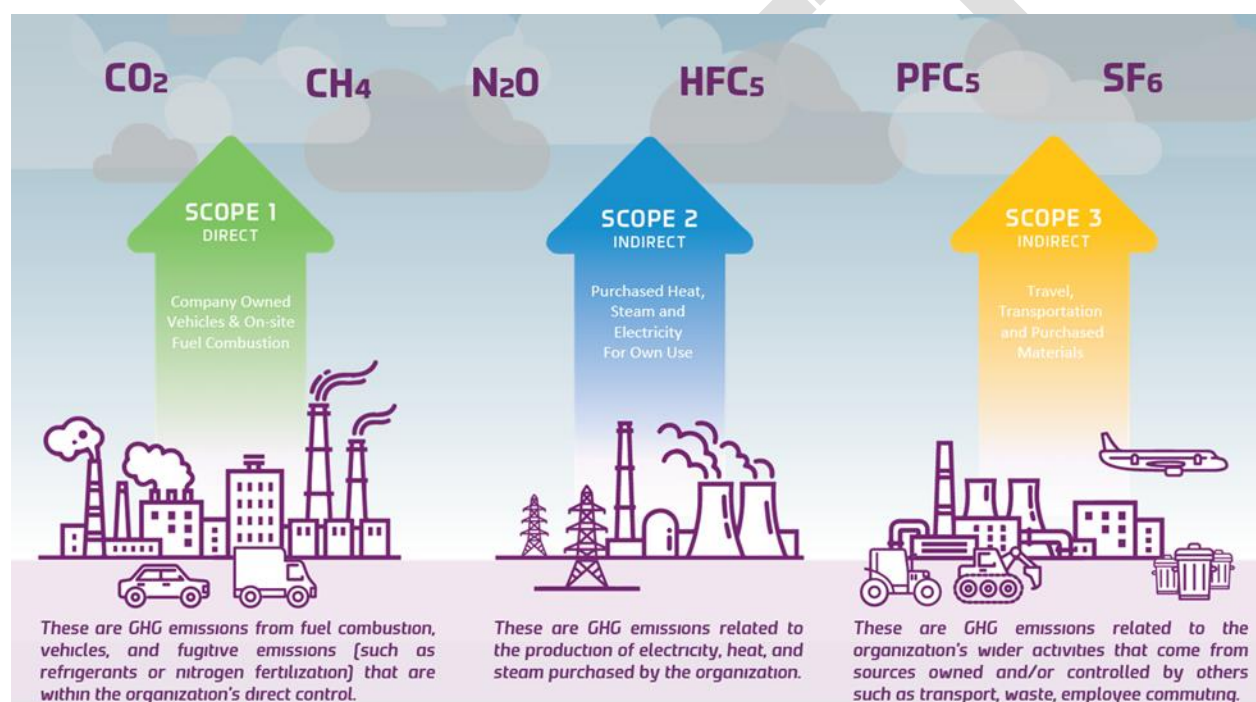 CO₂ CH₄ N₂O HFC₅ PFC₅ SF₆
SCOPE 1
DIRECT
Company Owned
Vehicles & On-site
Fuel Combustion
SCOPE 2
INDIRECT
Purchased Heat,
Steam and
Electricity
For Own Use
SCOPE 3
INDIRECT
Travel,
Transportation
and Purchased
Materials
These are GHG emissions from fuel combustion,
vehicles, and fugitive emissions (such as
refrigerants or nitrogen fertilization) that are
within the organization's direct control.
These are GHG emissions related to
the production of electricity, heat, and
steam purchased by the organization.
These are GHG emissions related to the
organization's wider activities that come from
sources owned and/or controlled by others
such as transport, waste, employee commuting.